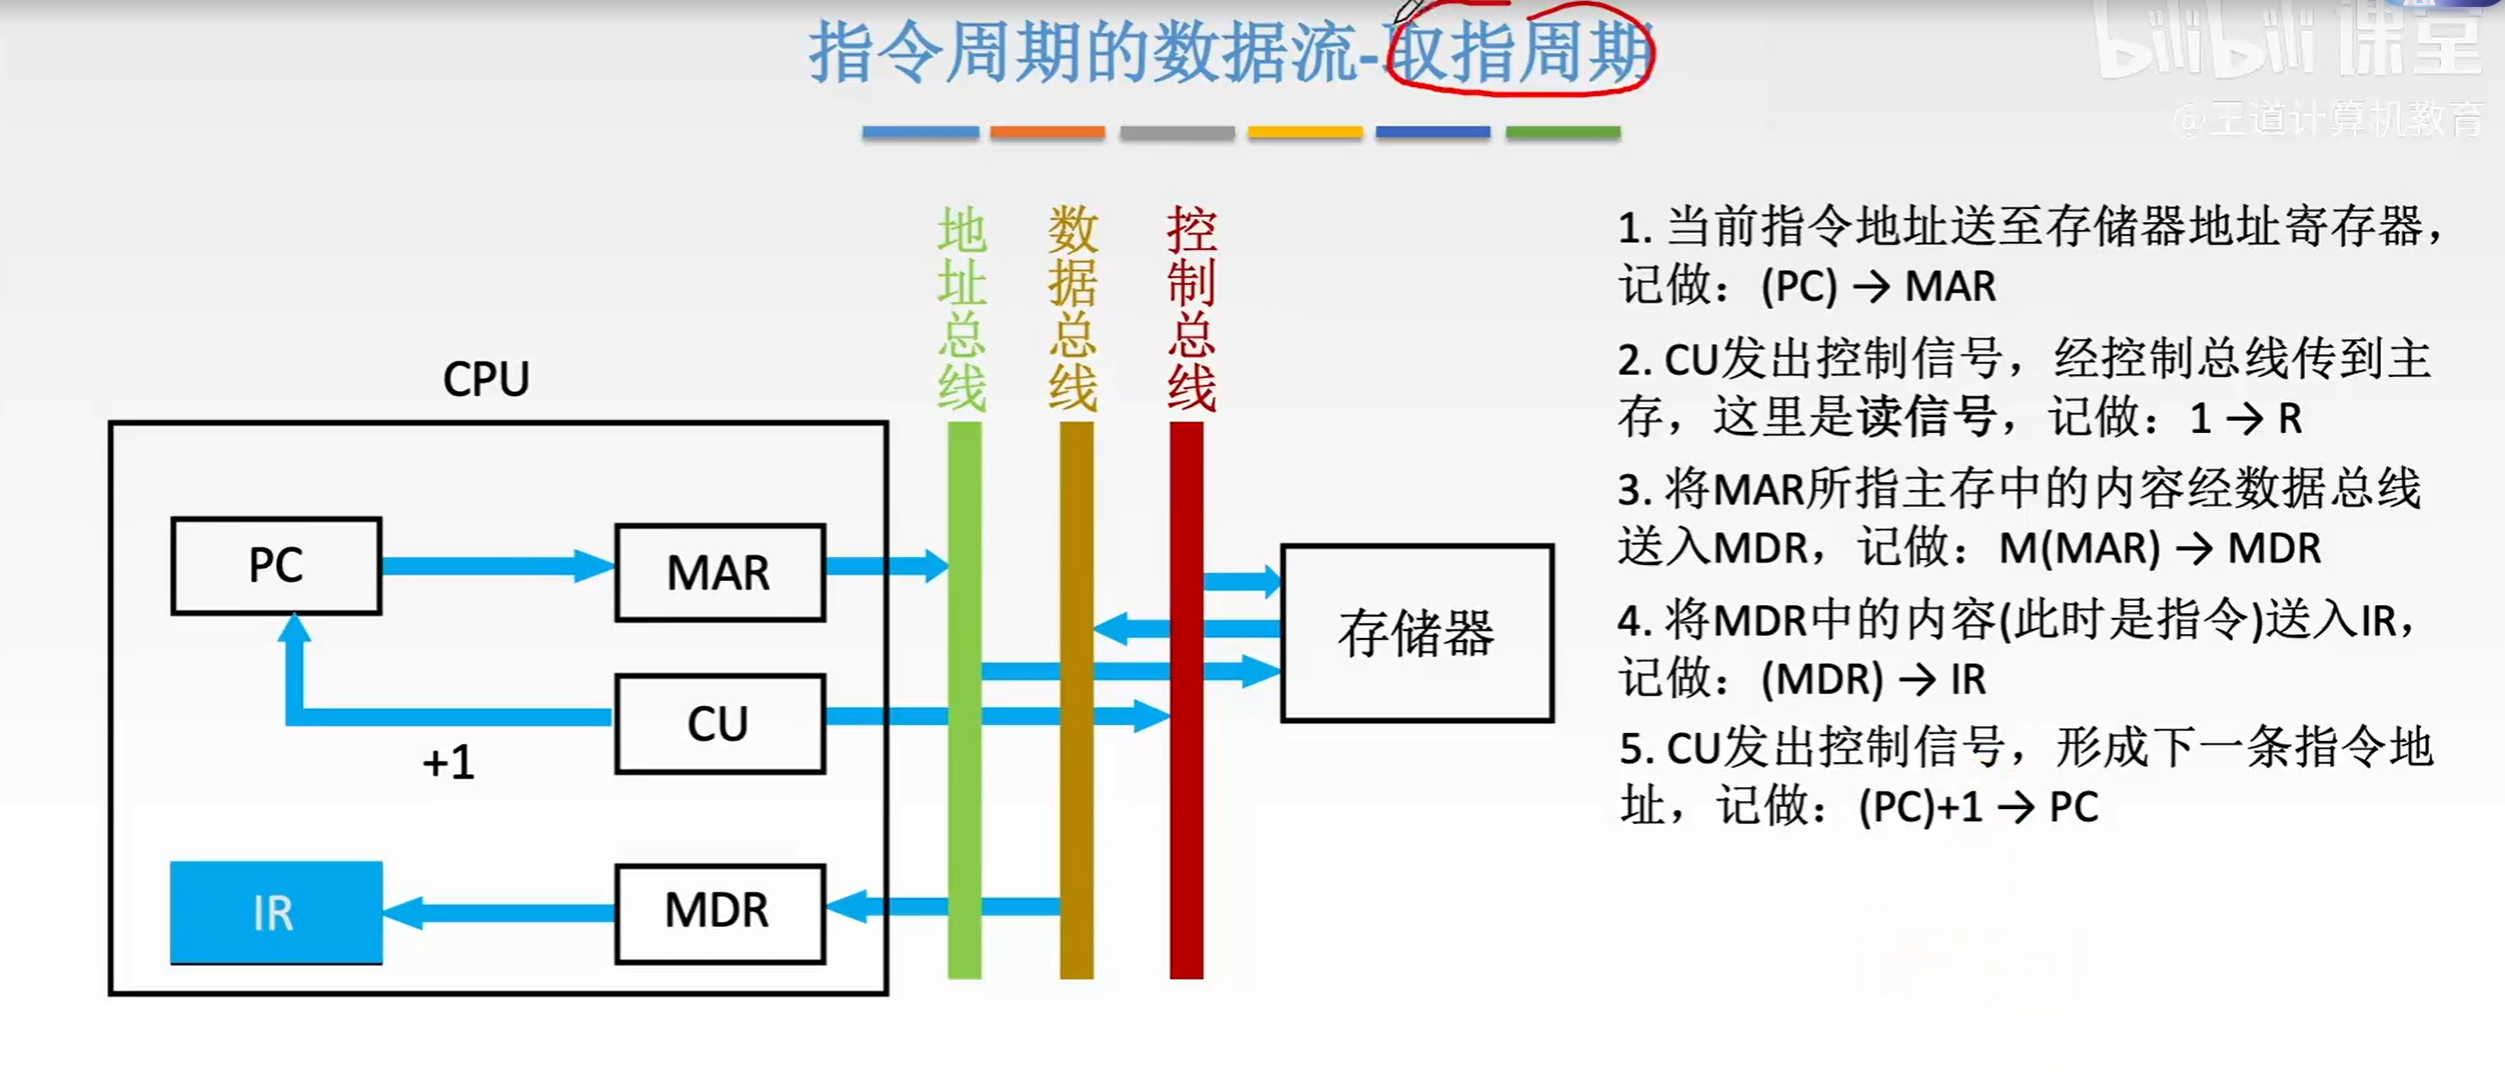 指令周期的数据流-取指周期
bilibili课堂
@王道计算机教育
地址总线
数据总线
控制总线
CPU
PC
MAR
CU
+1
IR
MDR
存储器
1. 当前指令地址送至存储器地址寄存器，
记做：(PC) → MAR
2. CU发出控制信号，经控制总线传到主
存，这里是读信号，记做：1 → R
3. 将MAR所指主存中的内容经数据总线
送入MDR，记做：M(MAR) → MDR
4. 将MDR中的内容(此时是指令)送入IR，
记做：(MDR) → IR
5. CU发出控制信号，形成下一条指令地
址，记做：(PC)+1 → PC